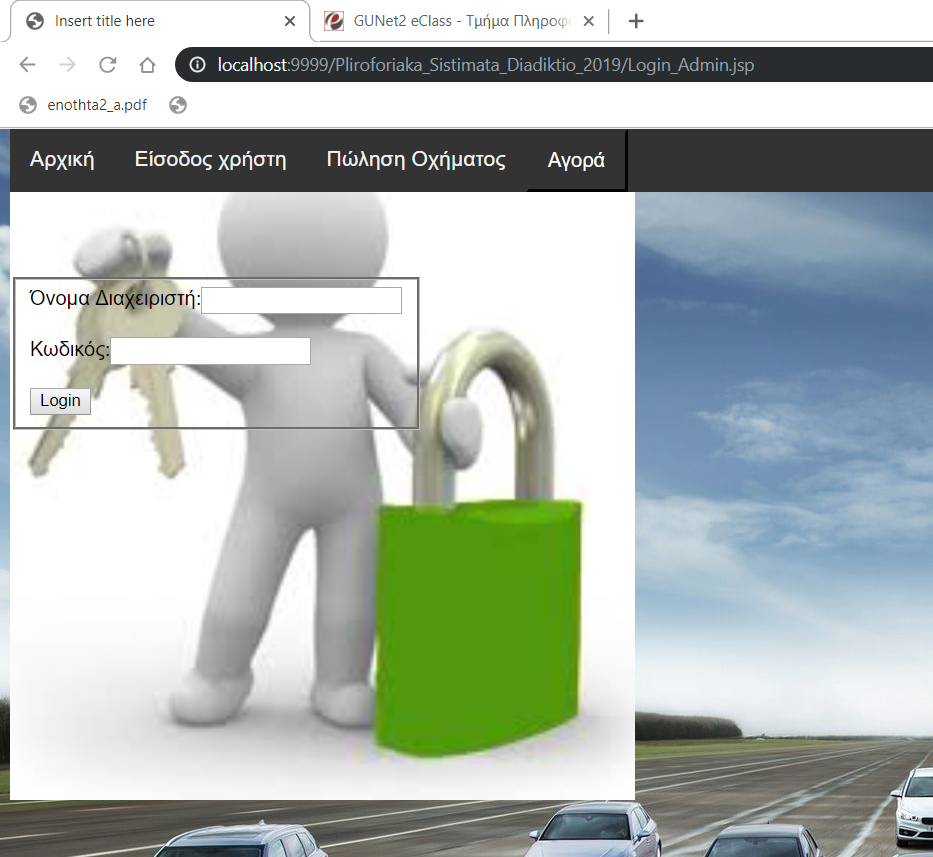 Insert title here
GUNet2 eClass - Τμήμα Πληροφο
localhost:9999/Pliroforiaka_Sistimata_Diadiktio_2019/Login_Admin.jsp
enothta2_a.pdf
Αρχική Είσοδος χρήστη Πώληση Οχήματος Αγορά
Όνομα Διαχειριστή:
Κωδικός:
Login